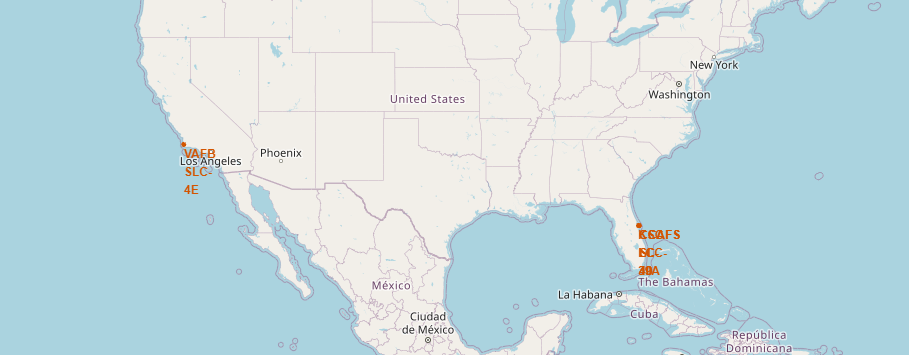 New York
Washington
United States
Phoenix
VAFB
Los Angeles
SLC-
4E
The Bahamas
México
La Habana
Cuba
Ciudad
de México
República
Dominicana